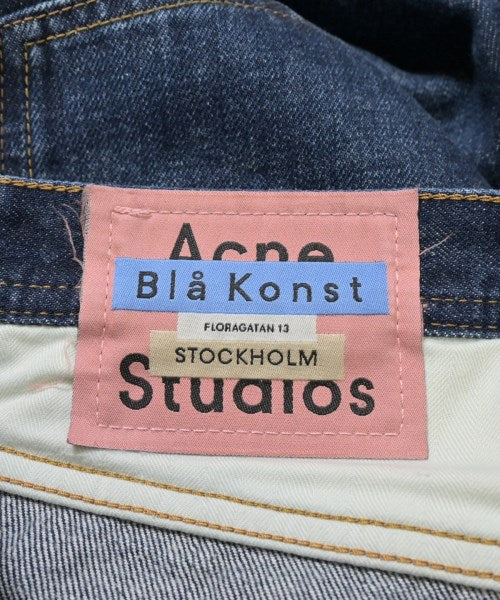 Acne
Blå Konst
FLORAGATAN 13
STOCKHOLM
Studios